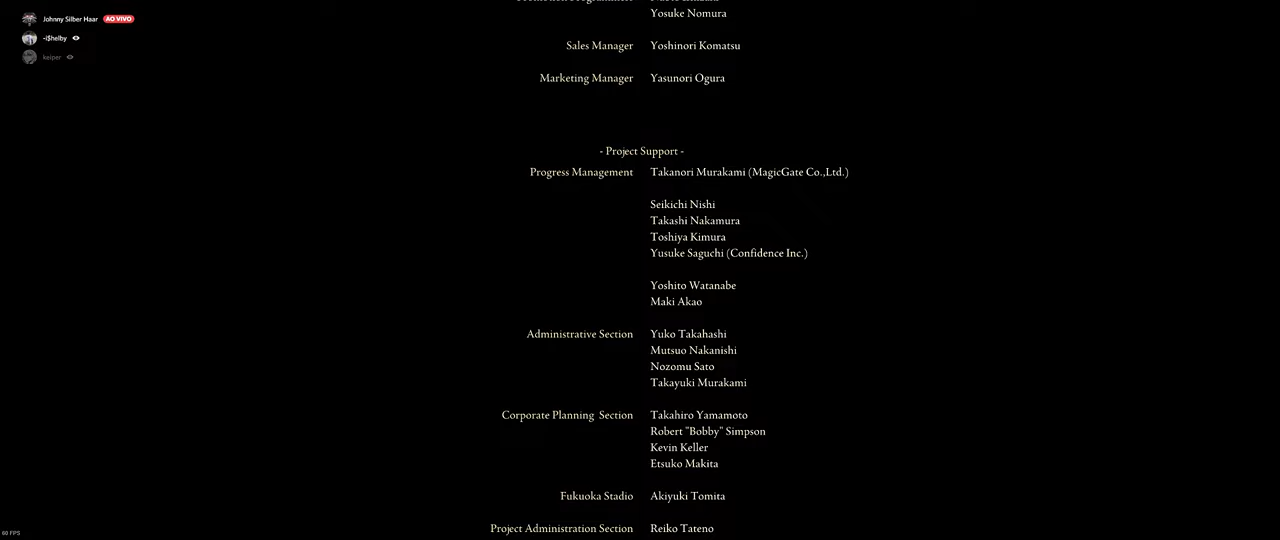 Johnny Silber Haar AO VIVO
-i$helby
keiper
Yosuke Nomura
Sales Manager Yoshinori Komatsu
Marketing Manager Yasunori Ogura
- Project Support -
Progress Management Takanori Murakami (MagicGate Co.,Ltd.)
Seikichi Nishi
Takashi Nakamura
Toshiya Kimura
Yusuke Saguchi (Confidence Inc.)
Yoshito Watanabe
Maki Akao
Administrative Section Yuko Takahashi
Mutsuo Nakanishi
Nozomu Sato
Takayuki Murakami
Corporate Planning Section Takahiro Yamamoto
Robert "Bobby" Simpson
Kevin Keller
Etsuko Makita
Fukuoka Stadio Akiyuki Tomita
Project Administration Section Reiko Tateno
60 FPS